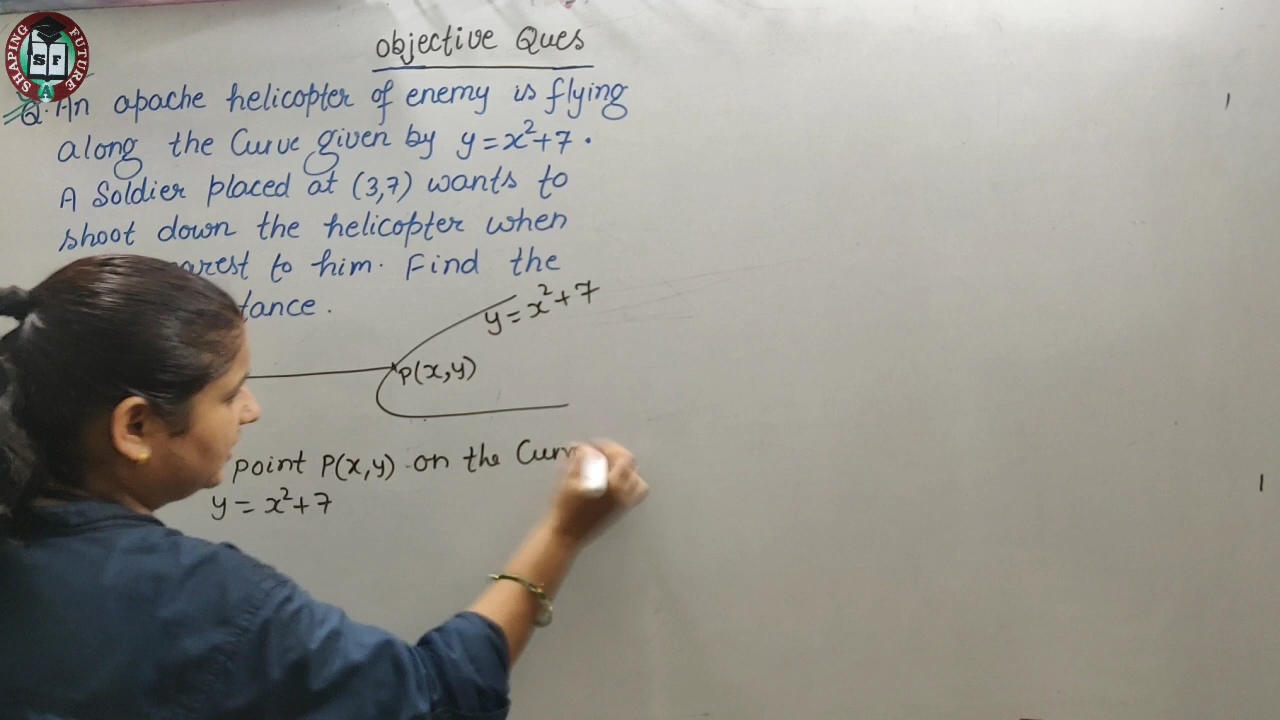 SHAPING FUTURE
S F
A
Objective Ques
Q. An apache helicopter of enemy is flying
along the Curve given by y = x²+7.
A Soldier placed at (3,7) wants to
shoot down the helicopter when
to him. Find the
y = x²+7
P(x,y)
point P(x,y) on the
y = x²+7